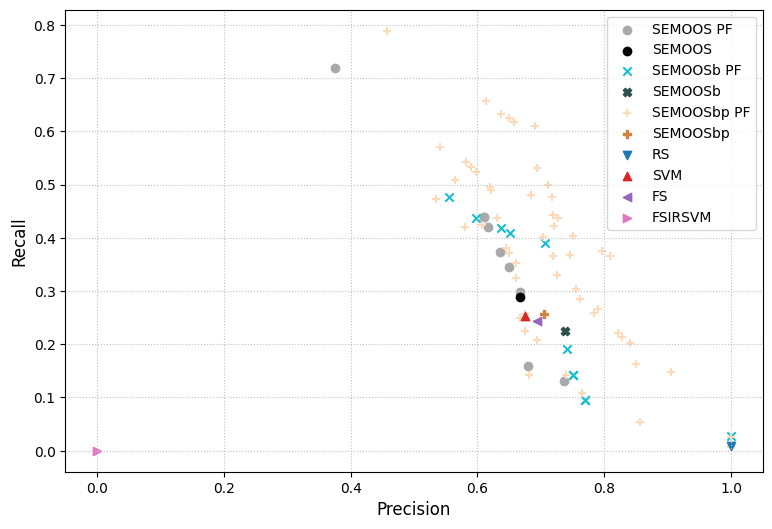 0.8
0.7
0.6
0.5
0.4
0.3
0.2
0.1
0.0
Recall
0.0 0.2 0.4 0.6 0.8 1.0
Precision
SEMOOS PF
SEMOOS
SEMOOSb PF
SEMOOSb
SEMOOSbp PF
SEMOOSbp
RS
SVM
FS
FSIRSVM